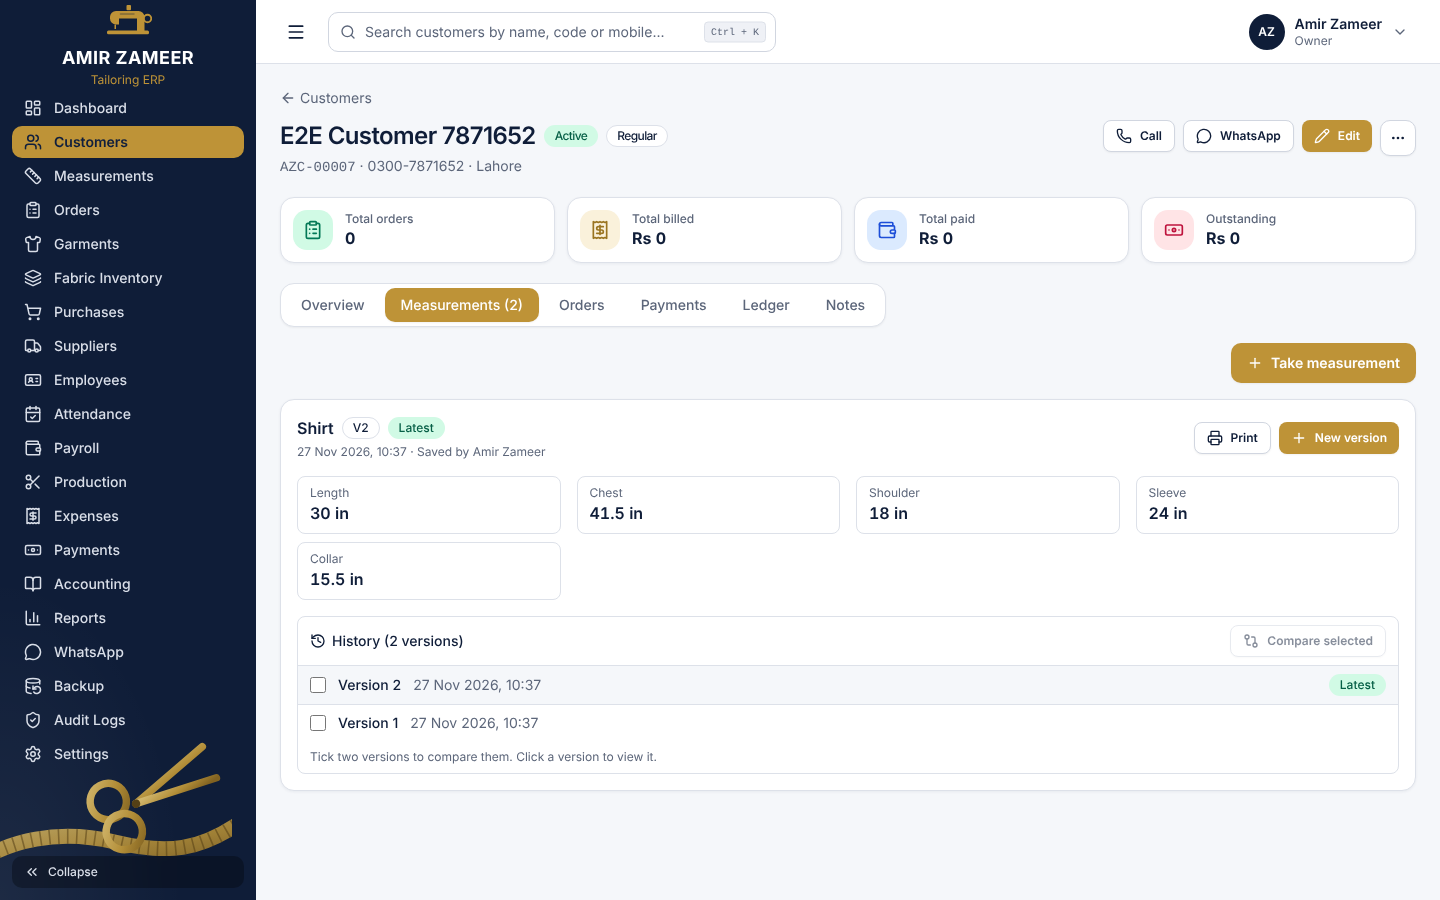 AMIR ZAMEER
Tailoring ERP
Dashboard
Customers
Measurements
Orders
Garments
Fabric Inventory
Purchases
Suppliers
Employees
Attendance
Payroll
Production
Expenses
Payments
Accounting
Reports
WhatsApp
Backup
Audit Logs
Settings
Collapse
Search customers by name, code or mobile...
Ctrl + K
AZ
Amir Zameer
Owner
Customers
E2E Customer 7871652 Active Regular
AZC-00007 · 0300-7871652 · Lahore
Call
WhatsApp
Edit
Total orders
0
Total billed
Rs 0
Total paid
Rs 0
Outstanding
Rs 0
Overview
Measurements (2)
Orders
Payments
Ledger
Notes
Take measurement
Shirt V2 Latest
27 Nov 2026, 10:37 · Saved by Amir Zameer
Print
New version
Length
30 in
Chest
41.5 in
Shoulder
18 in
Sleeve
24 in
Collar
15.5 in
History (2 versions)
Compare selected
Version 2 27 Nov 2026, 10:37 Latest
Version 1 27 Nov 2026, 10:37
Tick two versions to compare them. Click a version to view it.